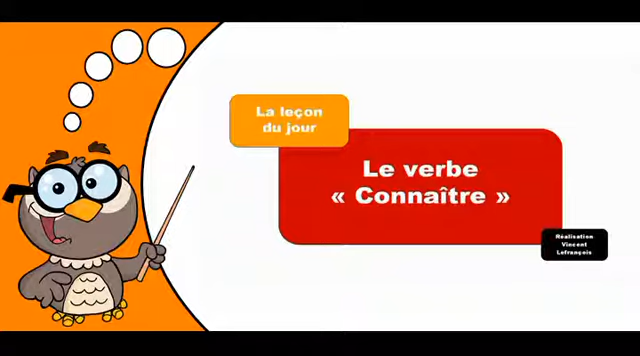 La leçon
du jour
Le verbe
« Connaître »
Réalisation
Vincent
Lefrançois